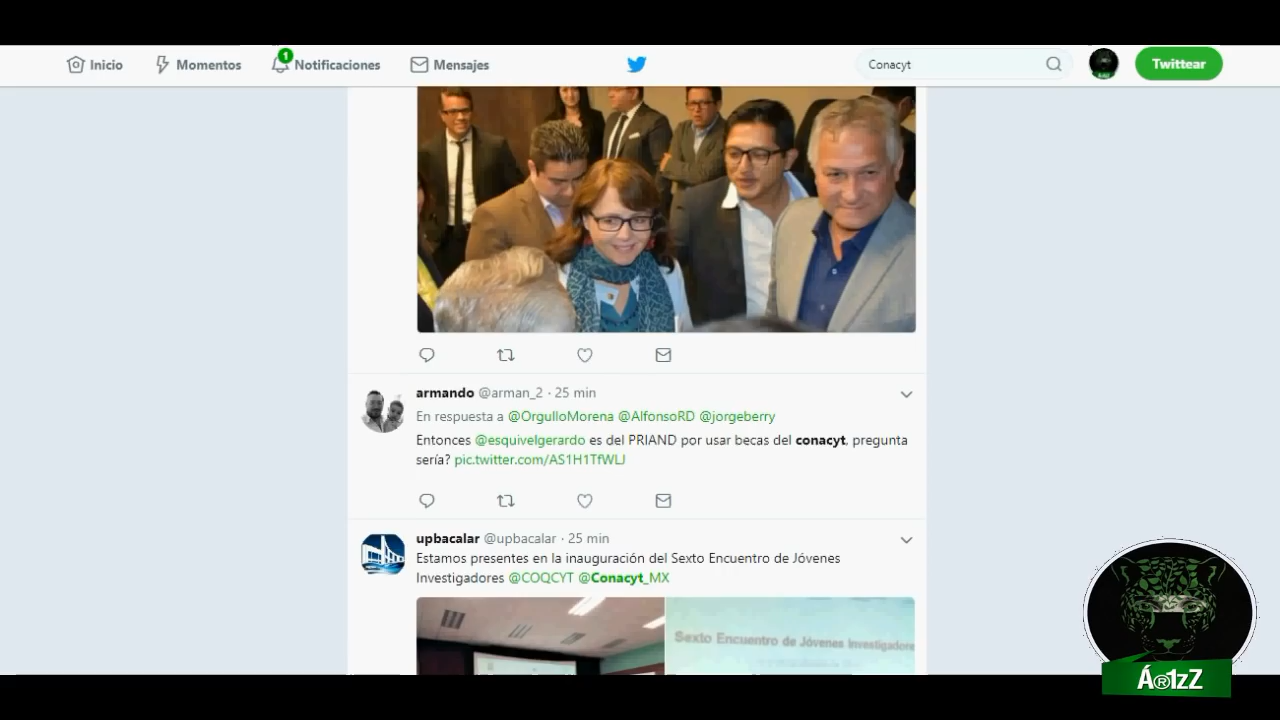 Inicio
Momentos
1
Notificaciones
Mensajes
Conacyt
Twittear
armando @arman_2 · 25 min
En respuesta a @OrgulloMorena @AlfonsoRD @jorgeberry
Entonces @esquivelgerardo es del PRIAND por usar becas del conacyt, pregunta
sería? pic.twitter.com/AS1H1TfWLJ
upbacalar @upbacalar · 25 min
Estamos presentes en la inauguración del Sexto Encuentro de Jóvenes
Investigadores @COQCYT @Conacyt_MX
Sexto Encuentro de Jóvenes Investigadore
Á®1zZ